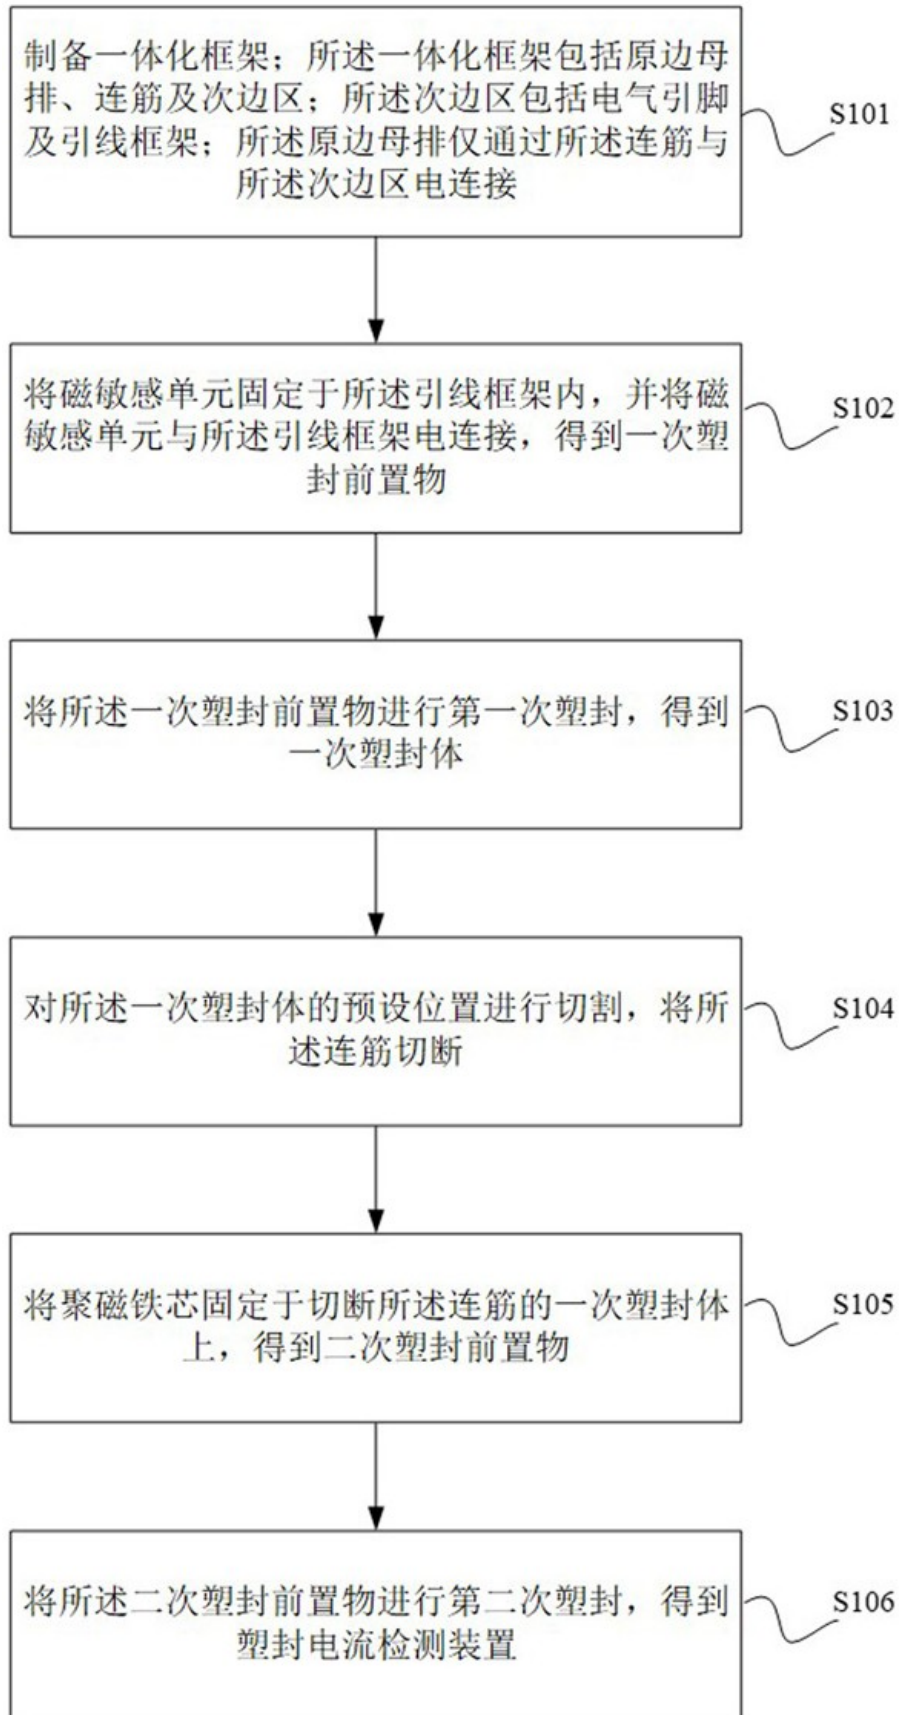 制备一体化框架；所述一体化框架包括原边母
排、连筋及次边区；所述次边区包括电气引脚
及引线框架；所述原边母排仅通过所述连筋与
所述次边区电连接
S101
将磁敏感单元固定于所述引线框架内，并将磁
敏感单元与所述引线框架电连接，得到一次塑
封前置物
S102
将所述一次塑封前置物进行第一次塑封，得到
一次塑封体
S103
对所述一次塑封体的预设位置进行切割，将所
述连筋切断
S104
将聚磁铁芯固定于切断所述连筋的一次塑封体
上，得到二次塑封前置物
S105
将所述二次塑封前置物进行第二次塑封，得到
塑封电流检测装置
S106